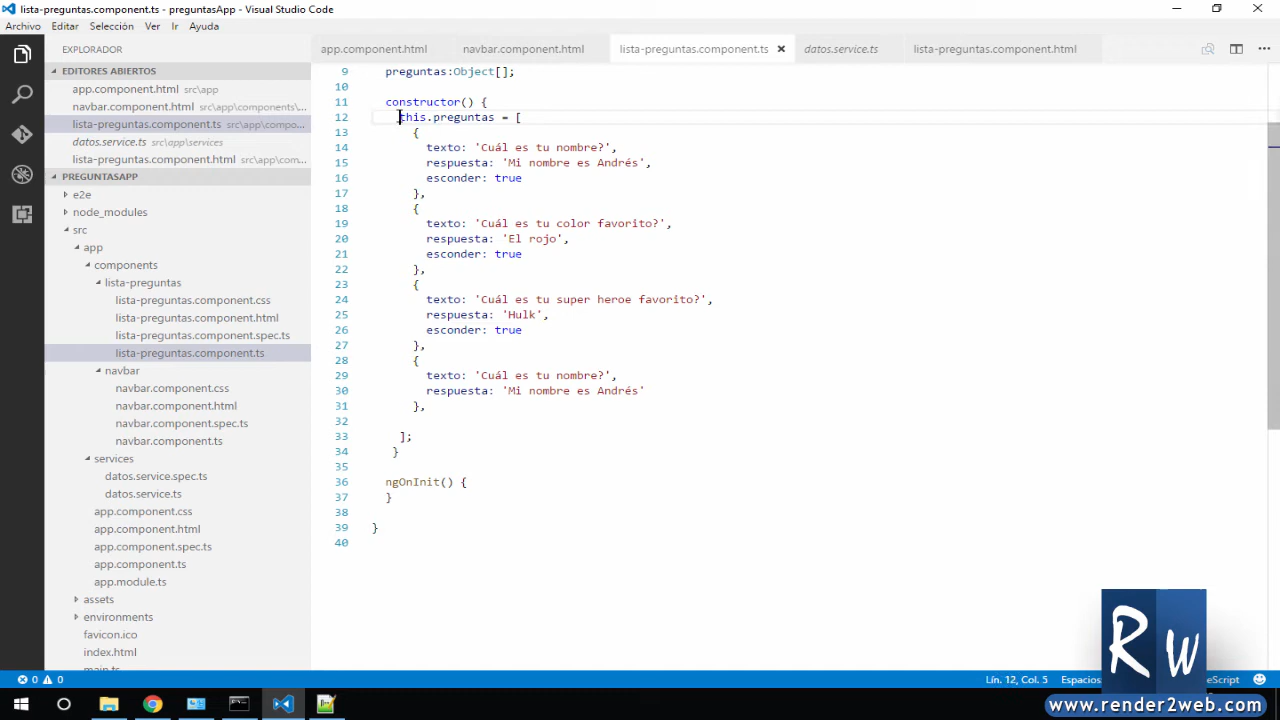 lista-preguntas.component.ts - preguntasApp - Visual Studio Code
Archivo Editar Selección Ver Ir Ayuda
EXPLORADOR
app.component.html navbar.component.html lista-preguntas.component.ts datos.service.ts lista-preguntas.component.html
EDITORES ABIERTOS
app.component.html src\app
navbar.component.html src\app\components\...
lista-preguntas.component.ts src\app\compo...
datos.service.ts src\app\services
lista-preguntas.component.html src\app\com...
PREGUNTASAPP
e2e
node_modules
src
app
components
lista-preguntas
lista-preguntas.component.css
lista-preguntas.component.html
lista-preguntas.component.spec.ts
lista-preguntas.component.ts
navbar
navbar.component.css
navbar.component.html
navbar.component.spec.ts
navbar.component.ts
services
datos.service.spec.ts
datos.service.ts
app.component.css
app.component.html
app.component.spec.ts
app.component.ts
app.module.ts
assets
environments
favicon.ico
index.html
main.ts
9 preguntas:Object[];
10
11 constructor() {
12 this.preguntas = [
13 {
14 texto: 'Cuál es tu nombre?',
15 respuesta: 'Mi nombre es Andrés',
16 esconder: true
17 },
18 {
19 texto: 'Cuál es tu color favorito?',
20 respuesta: 'El rojo',
21 esconder: true
22 },
23 {
24 texto: 'Cuál es tu super heroe favorito?',
25 respuesta: 'Hulk',
26 esconder: true
27 },
28 {
29 texto: 'Cuál es tu nombre?',
30 respuesta: 'Mi nombre es Andrés'
31 },
32
33 ];
34 }
35
36 ngOnInit() {
37 }
38
39 }
40
0 0 Lín. 12, Col. 5 Espacios
RW
www.render2web.com